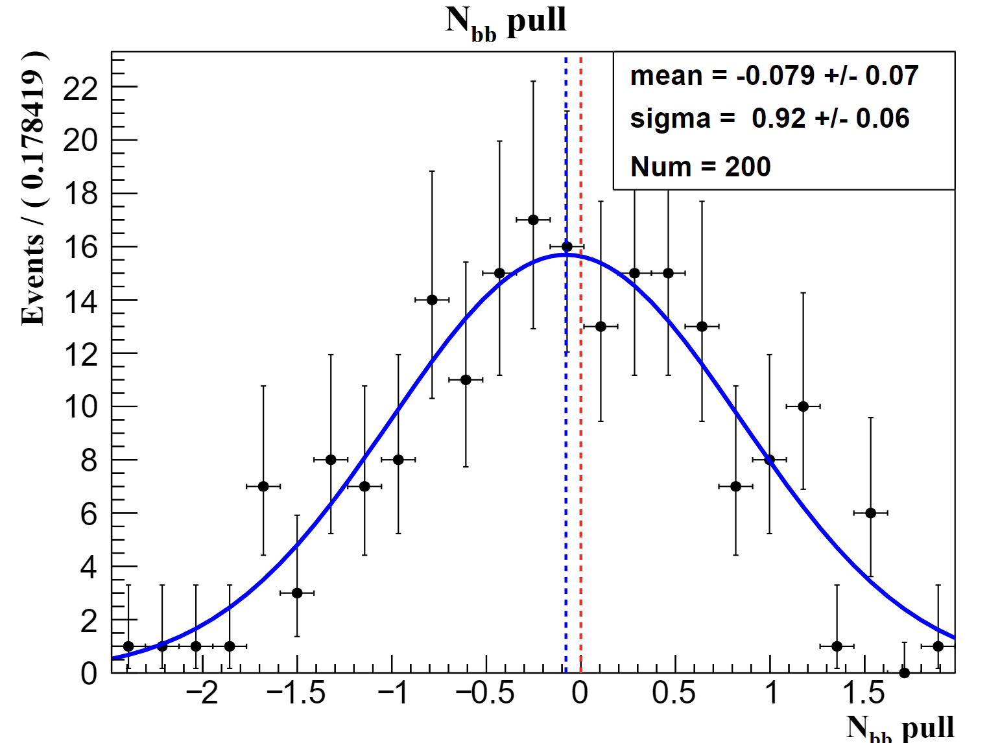 N_bb pull
Events / ( 0.178419 )
mean = -0.079 +/- 0.07
sigma =  0.92 +/- 0.06
Num = 200
22
20
18
16
14
12
10
8
6
4
2
0
−2 −1.5 −1 −0.5 0 0.5 1 1.5
N_bb pull